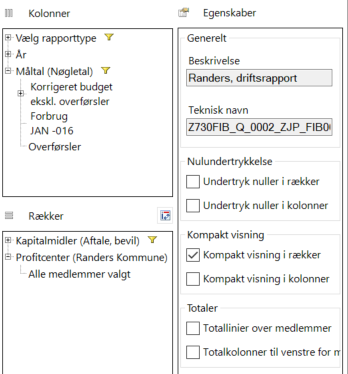 Kolonner
Vælg rapporttype
År
Måltal (Nøgletal)
Korrigeret budget
ekskl. overførsler
Forbrug
JAN -016
Overførsler
Rækker
Kapitalmidler (Aftale, bevil)
Profitcenter (Randers Kommune)
Alle medlemmer valgt
Egenskaber
Generelt
Beskrivelse
Randers, driftsrapport
Teknisk navn
Z730FIB_Q_0002_ZJP_FIB0
Nulundertrykkelse
Undertryk nuller i rækker
Undertryk nuller i kolonner
Kompakt visning
Kompakt visning i rækker
Kompakt visning i kolonner
Totaler
Totallinier over medlemmer
Totalkolonner til venstre for